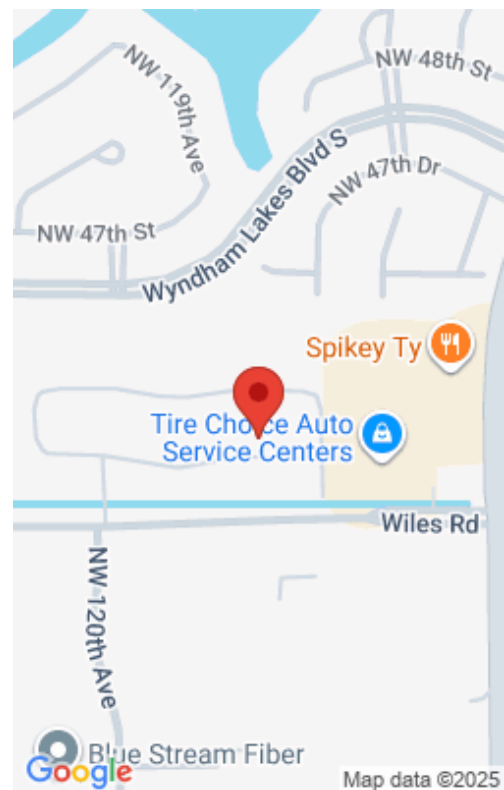 NW 48th St
NW 119th Ave
NW 47th Dr
Wyndham Lakes Blvd S
NW 47th St
Spikey Ty
Tire Choice Auto
Service Centers
Wiles Rd
NW 120th Ave
Blue Stream Fiber
Google
Map data ©2025